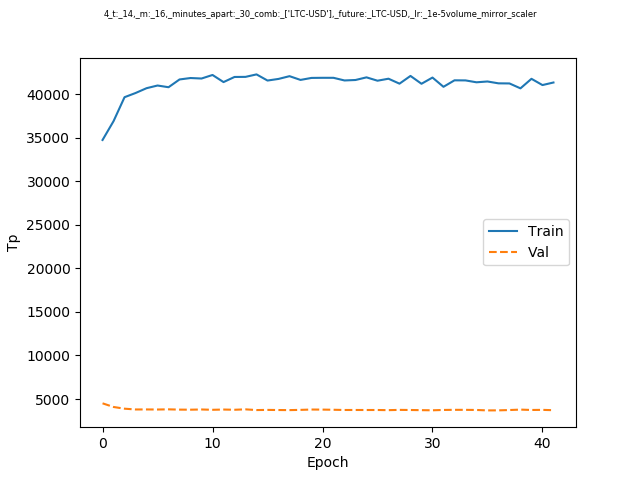 4_t:_14,_m:_16,_minutes_apart:_30_comb:_['LTC-USD'],_future:_LTC-USD,_lr:_1e-5volume_mirror_scaler
40000
35000
30000
25000
20000
15000
10000
5000
Tp
Train
Val
0 10 20 30 40
Epoch